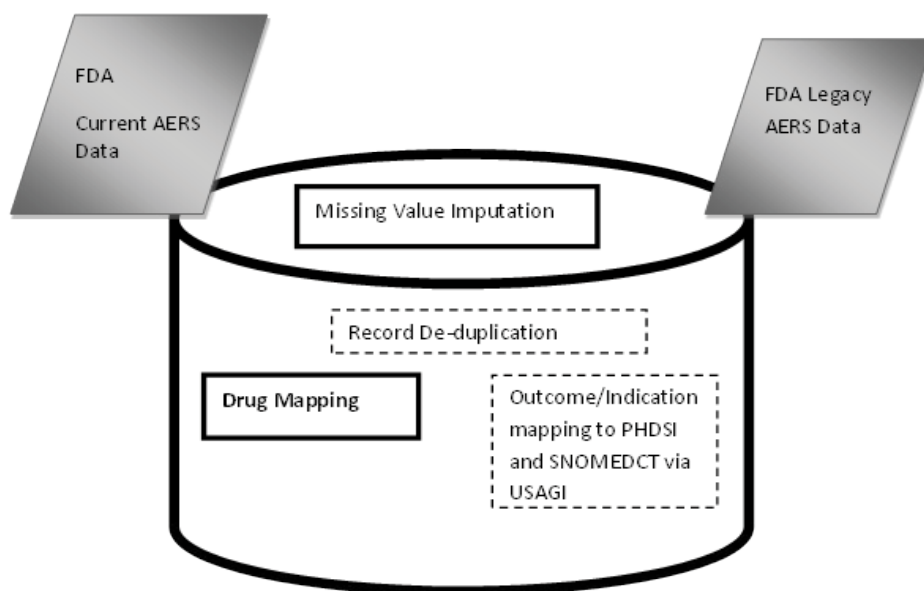 FDA
Current AERS
Data
FDA Legacy
AERS Data
Missing Value Imputation
Record De-duplication
Drug Mapping
Outcome/Indication
mapping to PHDSI
and SNOMEDCT via
USAGI